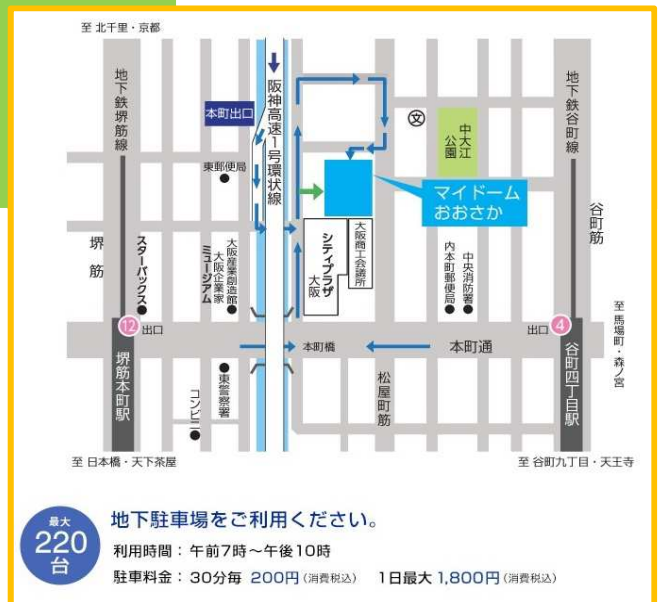 至 北千里・京都
地下鉄堺筋線
本町出口
阪神高速1号環状線
東郵便局
文
中大江
公園
地下鉄谷町線
マイドーム
おおさか
谷町筋
堺筋
スターバックス
大阪産業創造館
大阪企業家
ミュージアム
シティプラザ
大阪
大阪商工会議所
内本町郵便局
中央消防署
至 馬場町・森ノ宮
12 出口
本町橋
本町通
出口 4
堺筋本町駅
コンビニ
東警察署
松屋町筋
谷町四丁目駅
至 日本橋・天下茶屋
至 谷町九丁目・天王寺
最大
220
台
地下駐車場をご利用ください。
利用時間：午前7時～午後10時
駐車料金：30分毎 200円(消費税込) 1日最大 1,800円(消費税込)